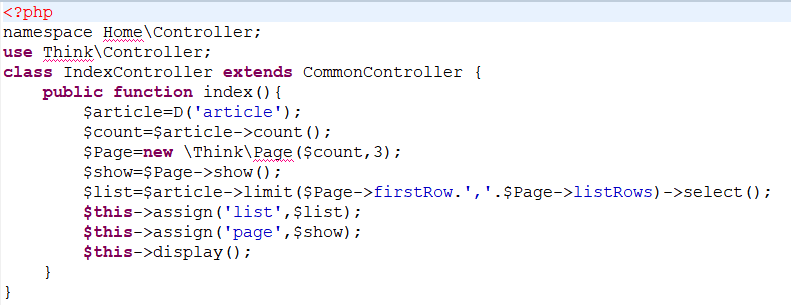 <?php
namespace Home\Controller;
use Think\Controller;
class IndexController extends CommonController {
    public function index(){
        $article=D('article');
        $count=$article->count();
        $Page=new \Think\Page($count,3);
        $show=$Page->show();
        $list=$article->limit($Page->firstRow.','.$Page->listRows)->select();
        $this->assign('list',$list);
        $this->assign('page',$show);
        $this->display();
    }
}